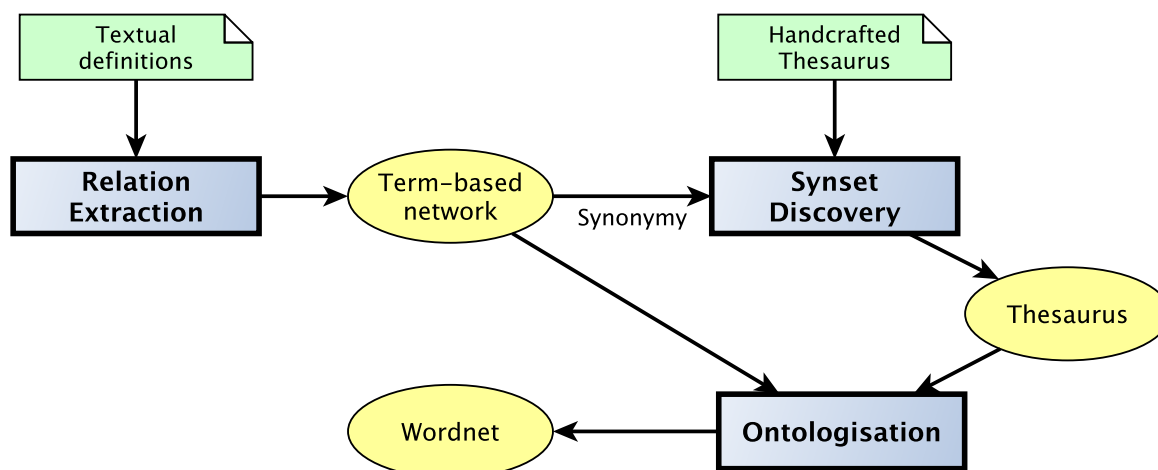 Textual
definitions
Handcrafted
Thesaurus
Relation
Extraction
Term-based
network
Synonymy
Synset
Discovery
Thesaurus
Wordnet
Ontologisation